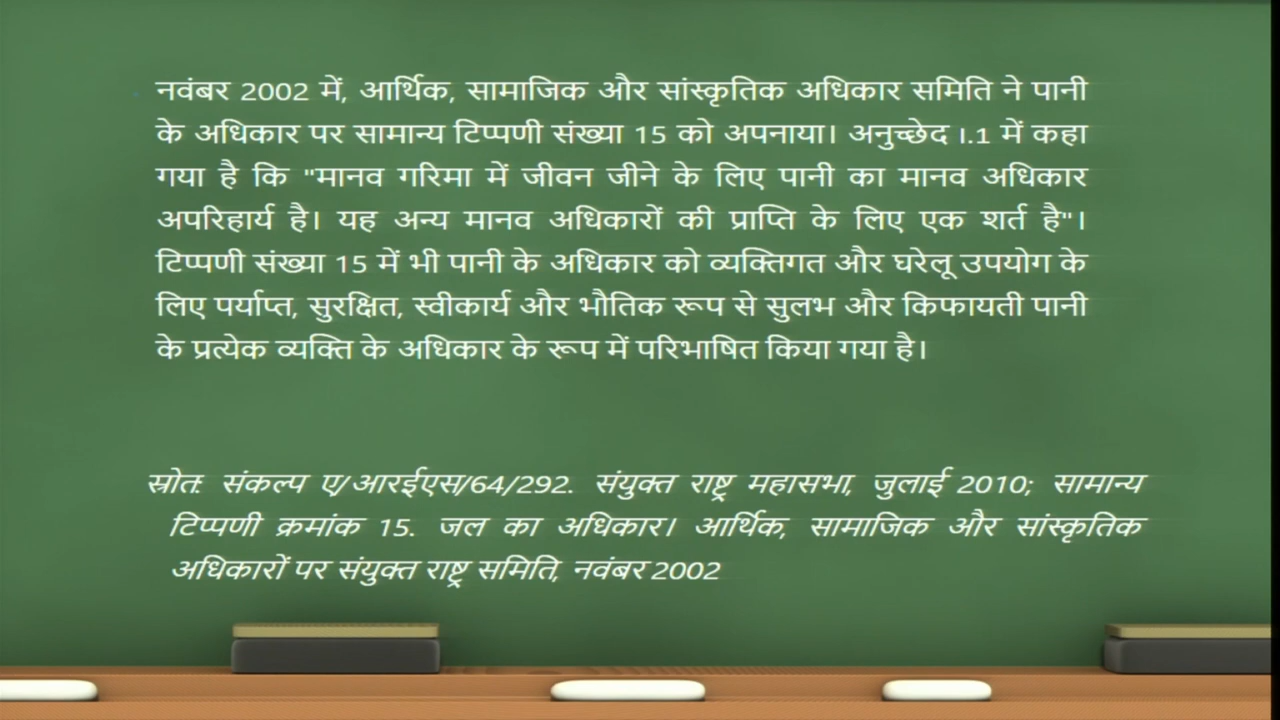 नवंबर 2002 में, आर्थिक, सामाजिक और सांस्कृतिक अधिकार समिति ने पानी
के अधिकार पर सामान्य टिप्पणी संख्या 15 को अपनाया। अनुच्छेद I.1 में कहा
गया है कि "मानव गरिमा में जीवन जीने के लिए पानी का मानव अधिकार
अपरिहार्य है। यह अन्य मानव अधिकारों की प्राप्ति के लिए एक शर्त है"।
टिप्पणी संख्या 15 में भी पानी के अधिकार को व्यक्तिगत और घरेलू उपयोग के
लिए पर्याप्त, सुरक्षित, स्वीकार्य और भौतिक रूप से सुलभ और किफायती पानी
के प्रत्येक व्यक्ति के अधिकार के रूप में परिभाषित किया गया है।
स्रोत: संकल्प ए/आरईएस/64/292. संयुक्त राष्ट्र महासभा, जुलाई 2010; सामान्य
टिप्पणी क्रमांक 15. जल का अधिकार। आर्थिक, सामाजिक और सांस्कृतिक
अधिकारों पर संयुक्त राष्ट्र समिति, नवंबर 2002